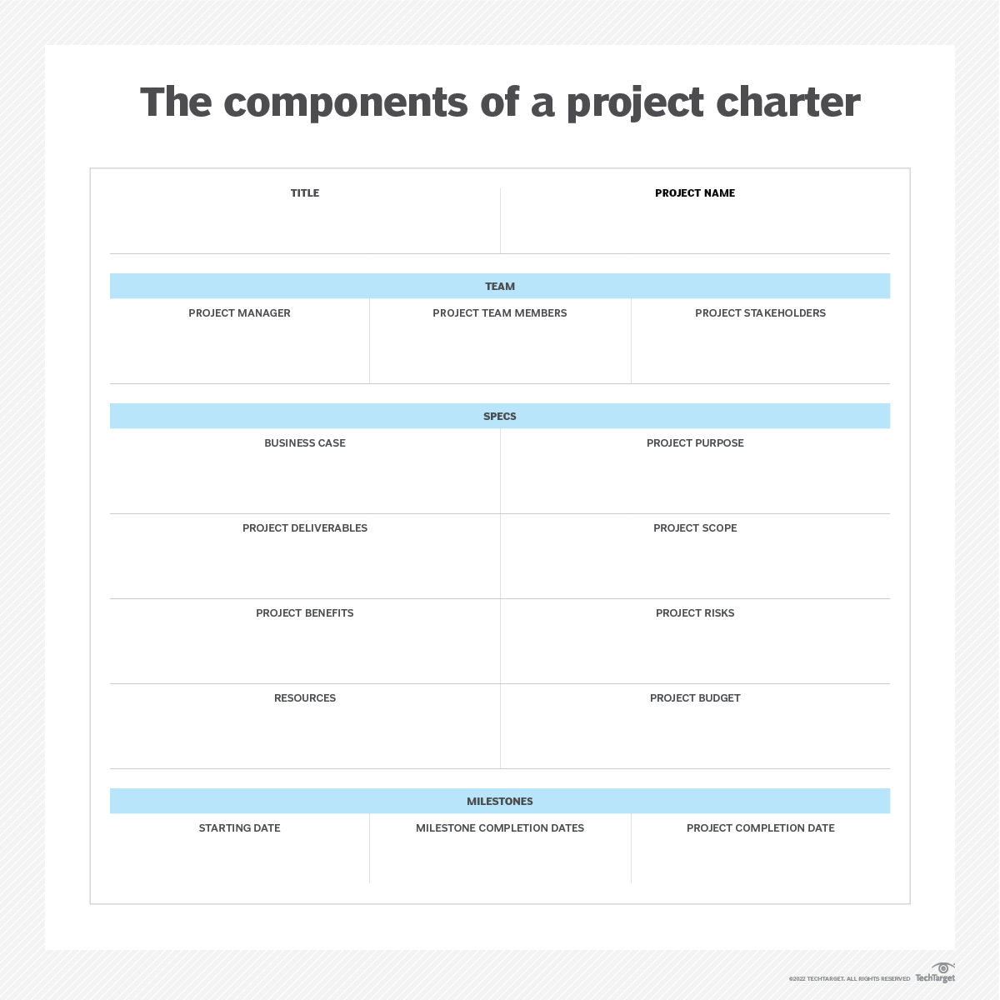 The components of a project charter
TITLE
PROJECT NAME
TEAM
PROJECT MANAGER
PROJECT TEAM MEMBERS
PROJECT STAKEHOLDERS
SPECS
BUSINESS CASE
PROJECT PURPOSE
PROJECT DELIVERABLES
PROJECT SCOPE
PROJECT BENEFITS
PROJECT RISKS
RESOURCES
PROJECT BUDGET
MILESTONES
STARTING DATE
MILESTONE COMPLETION DATES
PROJECT COMPLETION DATE
©2022 TECHTARGET. ALL RIGHTS RESERVED
TechTarget